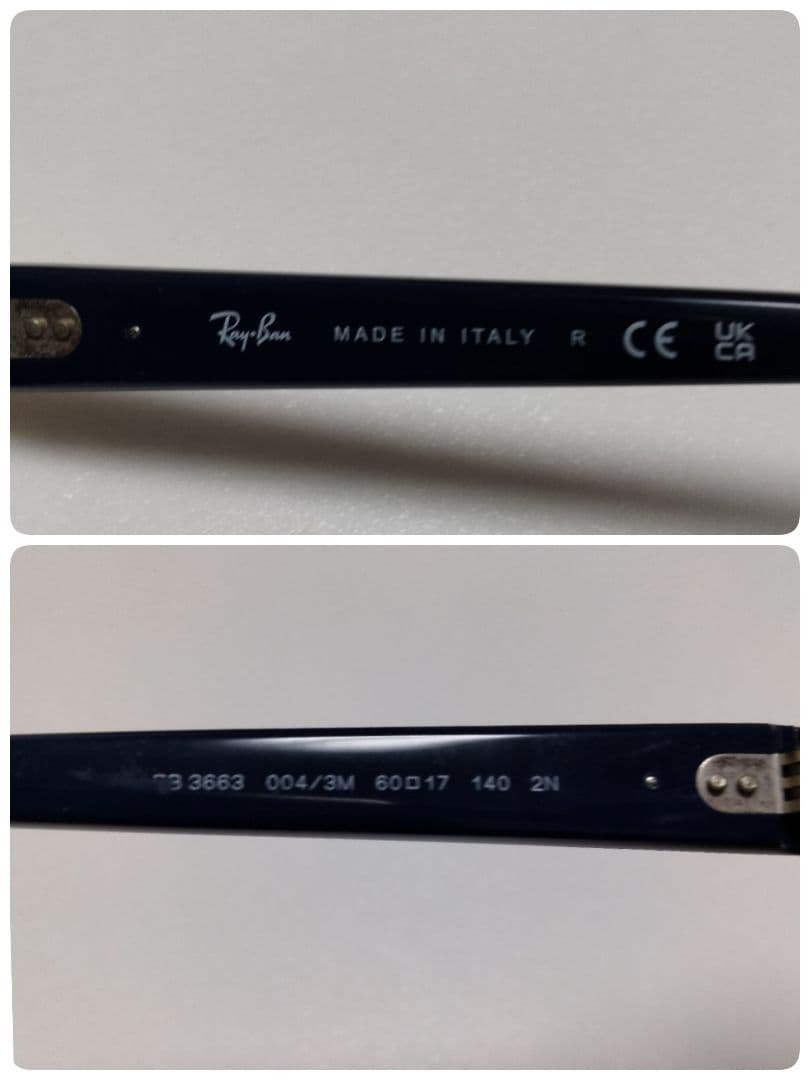 Ray-Ban MADE IN ITALY R CE UK CA
3663 004/3M 60□17 140 2N